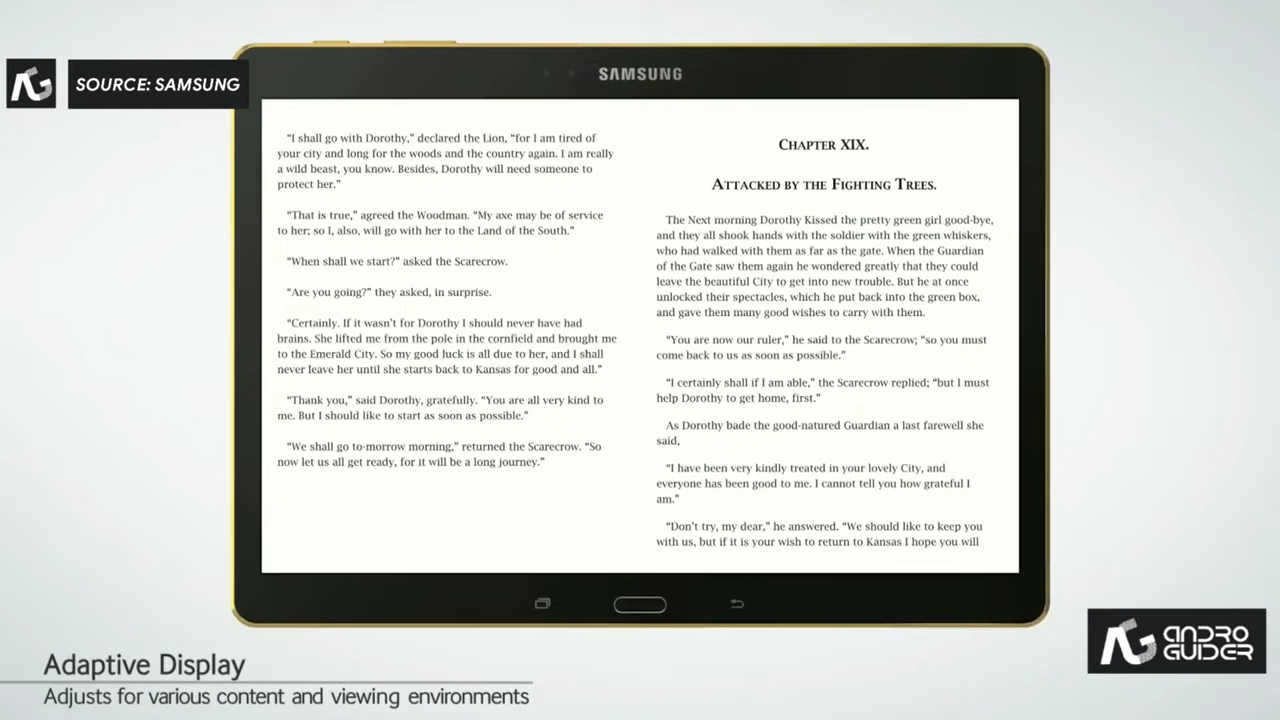 SOURCE: SAMSUNG
SAMSUNG
“I shall go with Dorothy,” declared the Lion, “for I am tired of
your city and long for the woods and the country again. I am really
a wild beast, you know. Besides, Dorothy will need someone to
protect her.”
“That is true,” agreed the Woodman. “My axe may be of service
to her; so I, also, will go with her to the Land of the South.”
“When shall we start?” asked the Scarecrow.
“Are you going?” they asked, in surprise.
“Certainly. If it wasn't for Dorothy I should never have had
brains. She lifted me from the pole in the cornfield and brought me
to the Emerald City. So my good luck is all due to her, and I shall
never leave her until she starts back to Kansas for good and all.”
“Thank you,” said Dorothy, gratefully. “You are all very kind to
me. But I should like to start as soon as possible.”
“We shall go to-morrow morning,” returned the Scarecrow. “So
now let us all get ready, for it will be a long journey.”
CHAPTER XIX.
ATTACKED BY THE FIGHTING TREES.
The Next morning Dorothy Kissed the pretty green girl good-bye,
and they all shook hands with the soldier with the green whiskers,
who had walked with them as far as the gate. When the Guardian
of the Gate saw them again he wondered greatly that they could
leave the beautiful City to get into new trouble. But he at once
unlocked their spectacles, which he put back into the green box,
and gave them many good wishes to carry with them.
“You are now our ruler,” he said to the Scarecrow; “so you must
come back to us as soon as possible.”
“I certainly shall if I am able,” the Scarecrow replied; “but I must
help Dorothy to get home, first.”
As Dorothy bade the good-natured Guardian a last farewell she
said,
“I have been very kindly treated in your lovely City, and
everyone has been good to me. I cannot tell you how grateful I
am.”
“Don't try, my dear,” he answered. “We should like to keep you
with us, but if it is your wish to return to Kansas I hope you will
Adaptive Display
Adjusts for various content and viewing environments
ANDRO
GUIDER